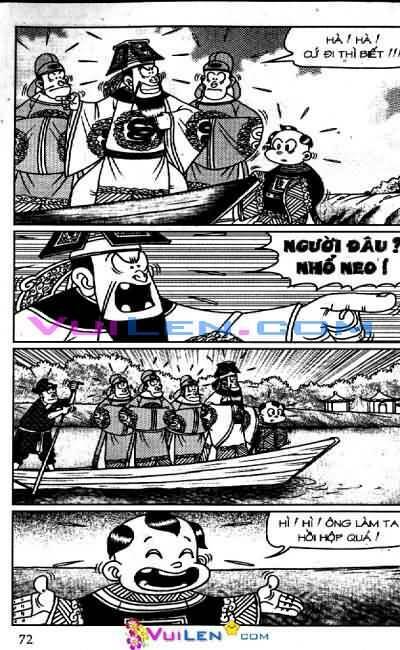 HÀ! HÀ!
CỨ ĐI THÌ BIẾT!!!
NGƯỜI ĐÂU?
NHỔ NEO!
VUILEN.COM
HÌ! HÌ! ÔNG LÀM TA
HỒI HỘP QUÁ!
72
VUILEN.COM